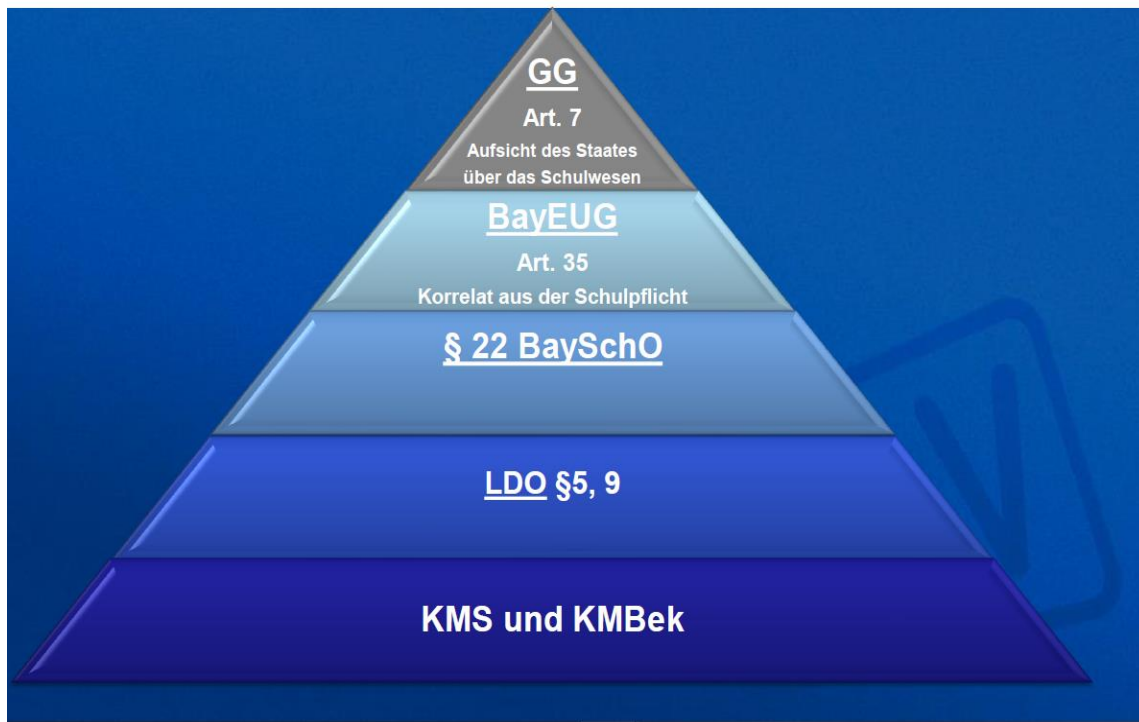 GG
Art. 7
Aufsicht des Staates
über das Schulwesen
BayEUG
Art. 35
Korrelat aus der Schulpflicht
§ 22 BaySchO
LDO §5, 9
KMS und KMBek